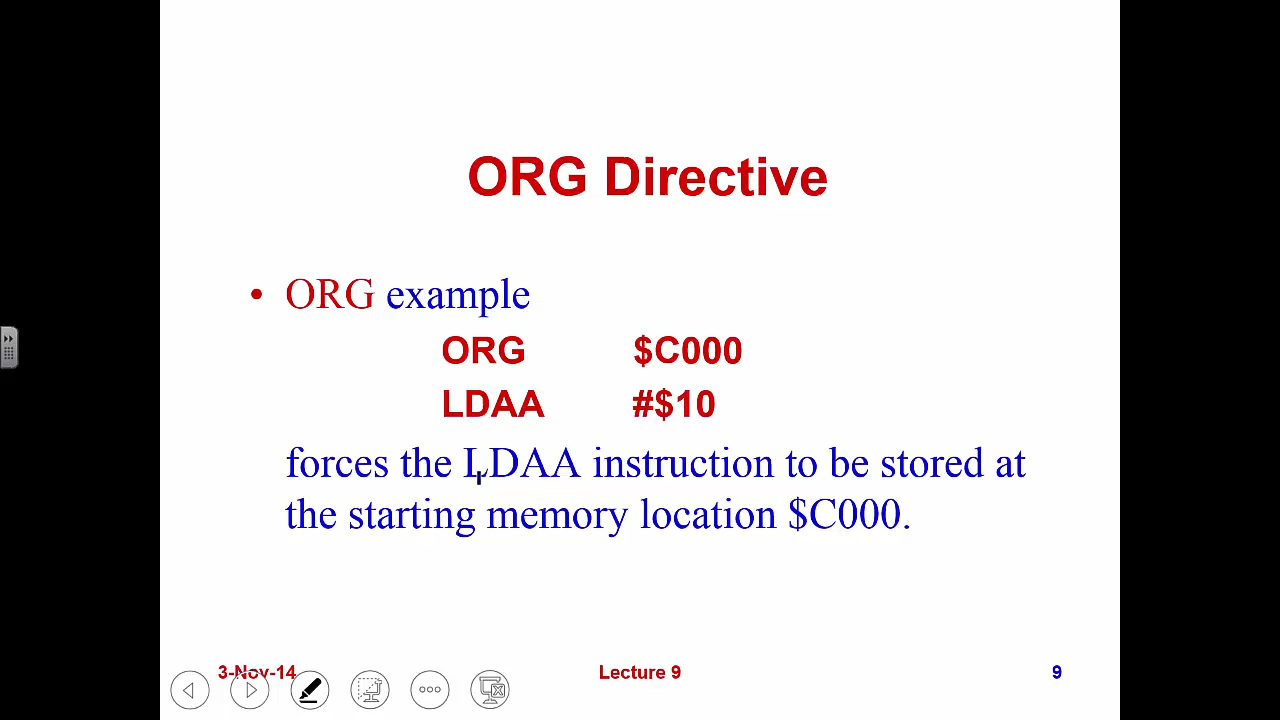 ORG Directive
• ORG example
ORG $C000
LDAA #$10
forces the LDAA instruction to be stored at
the starting memory location $C000.
3-Nov-14 Lecture 9 9